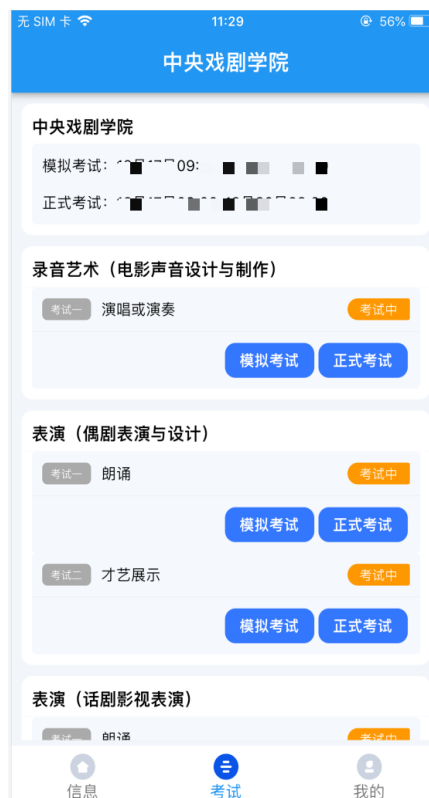 无 SIM 卡 11:29 56%
中央戏剧学院
中央戏剧学院
模拟考试：
正式考试：
录音艺术（电影声音设计与制作）
考试一 演唱或演奏 考试中
模拟考试 正式考试
表演（偶剧表演与设计）
考试一 朗诵 考试中
模拟考试 正式考试
考试二 才艺展示 考试中
模拟考试 正式考试
表演（话剧影视表演）
考试一 朗诵 考试中
信息 考试 我的